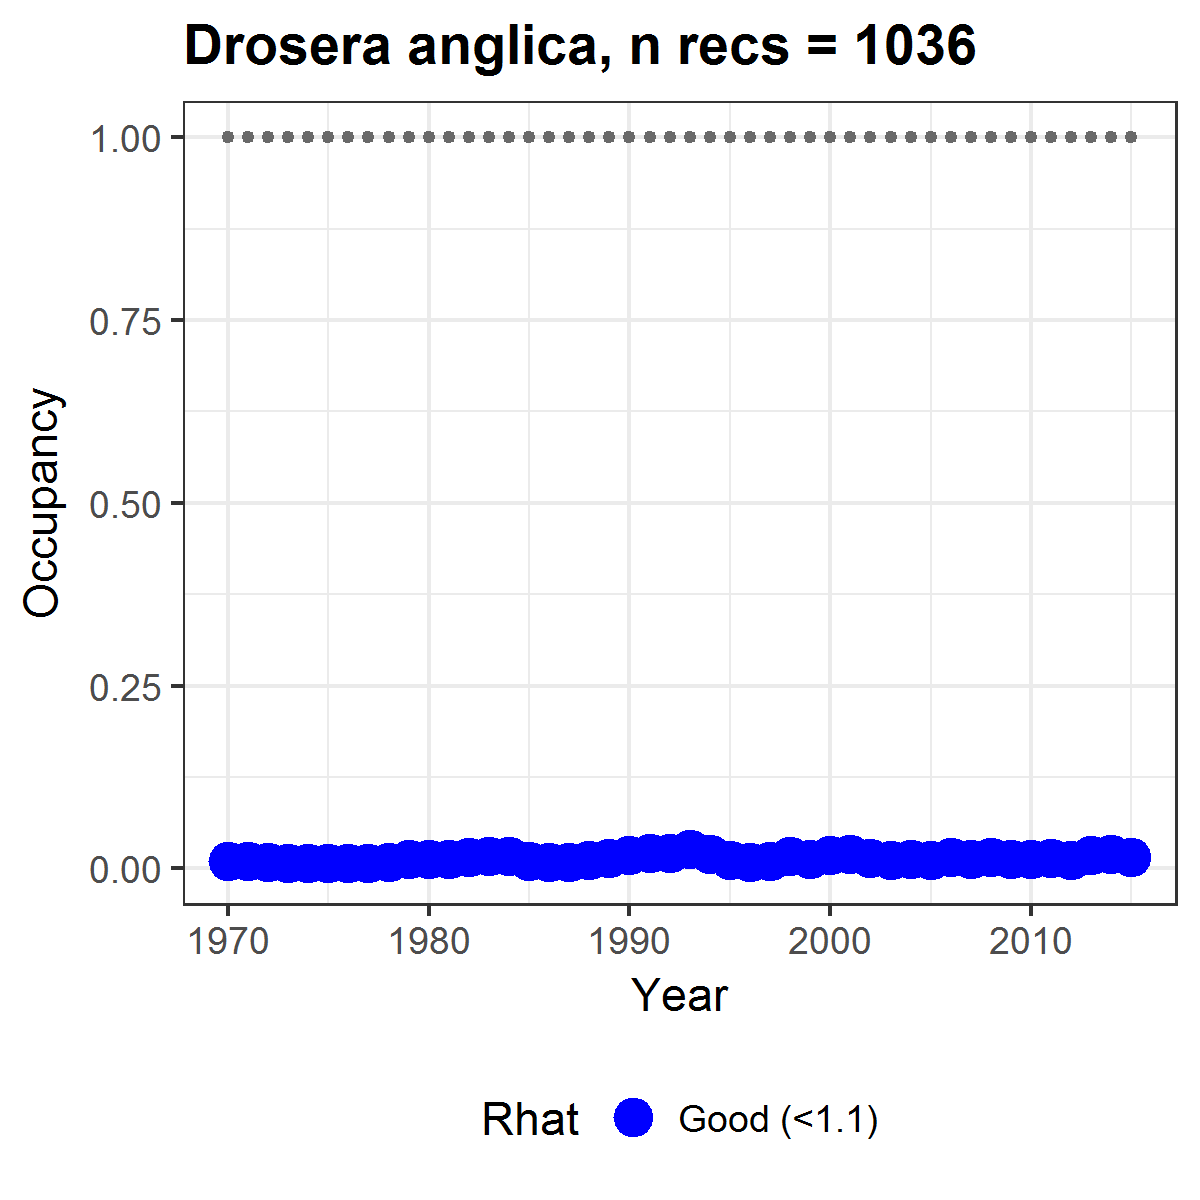 Drosera anglica, n recs = 1036
1.00
0.75
0.50
0.25
0.00
Occupancy
1970 1980 1990 2000 2010
Year
Rhat Good (<1.1)